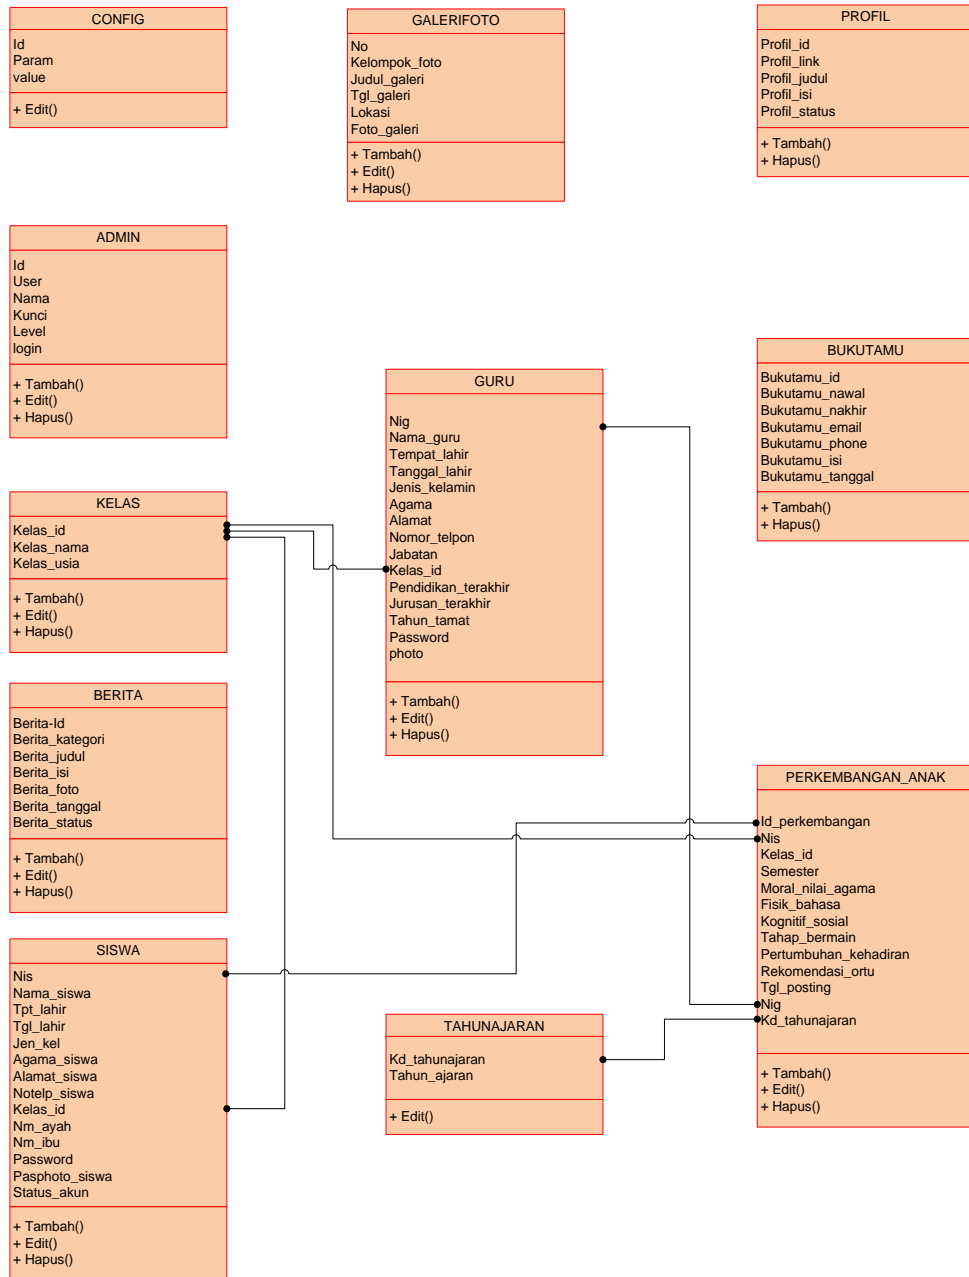 CONFIG
Id
Param
value
+ Edit()
GALERIFOTO
No
Kelompok_foto
Judul_galeri
Tgl_galeri
Lokasi
Foto_galeri
+ Tambah()
+ Edit()
+ Hapus()
PROFIL
Profil_id
Profil_link
Profil_judul
Profil_isi
Profil_status
+ Tambah()
+ Hapus()
ADMIN
Id
User
Nama
Kunci
Level
login
+ Tambah()
+ Edit()
+ Hapus()
GURU
Nig
Nama_guru
Tempat_lahir
Tanggal_lahir
Jenis_kelamin
Agama
Alamat
Nomor_telpon
Jabatan
Kelas_id
Pendidikan_terakhir
Jurusan_terakhir
Tahun_tamat
Password
photo
+ Tambah()
+ Edit()
+ Hapus()
BUKUTAMU
Bukutamu_id
Bukutamu_nawal
Bukutamu_nakhir
Bukutamu_email
Bukutamu_phone
Bukutamu_isi
Bukutamu_tanggal
+ Tambah()
+ Hapus()
KELAS
Kelas_id
Kelas_nama
Kelas_usia
+ Tambah()
+ Edit()
+ Hapus()
BERITA
Berita-Id
Berita_kategori
Berita_judul
Berita_isi
Berita_foto
Berita_tanggal
Berita_status
+ Tambah()
+ Edit()
+ Hapus()
PERKEMBANGAN_ANAK
Id_perkembangan
Nis
Kelas_id
Semester
Moral_nilai_agama
Fisik_bahasa
Kognitif_sosial
Tahap_bermain
Pertumbuhan_kehadiran
Rekomendasi_ortu
Tgl_posting
Nig
Kd_tahunajaran
+ Tambah()
+ Edit()
+ Hapus()
SISWA
Nis
Nama_siswa
Tpt_lahir
Tgl_lahir
Jen_kel
Agama_siswa
Alamat_siswa
Notelp_siswa
Kelas_id
Nm_ayah
Nm_ibu
Password
Pasphoto_siswa
Status_akun
+ Tambah()
+ Edit()
+ Hapus()
TAHUNAJARAN
Kd_tahunajaran
Tahun_ajaran
+ Edit()